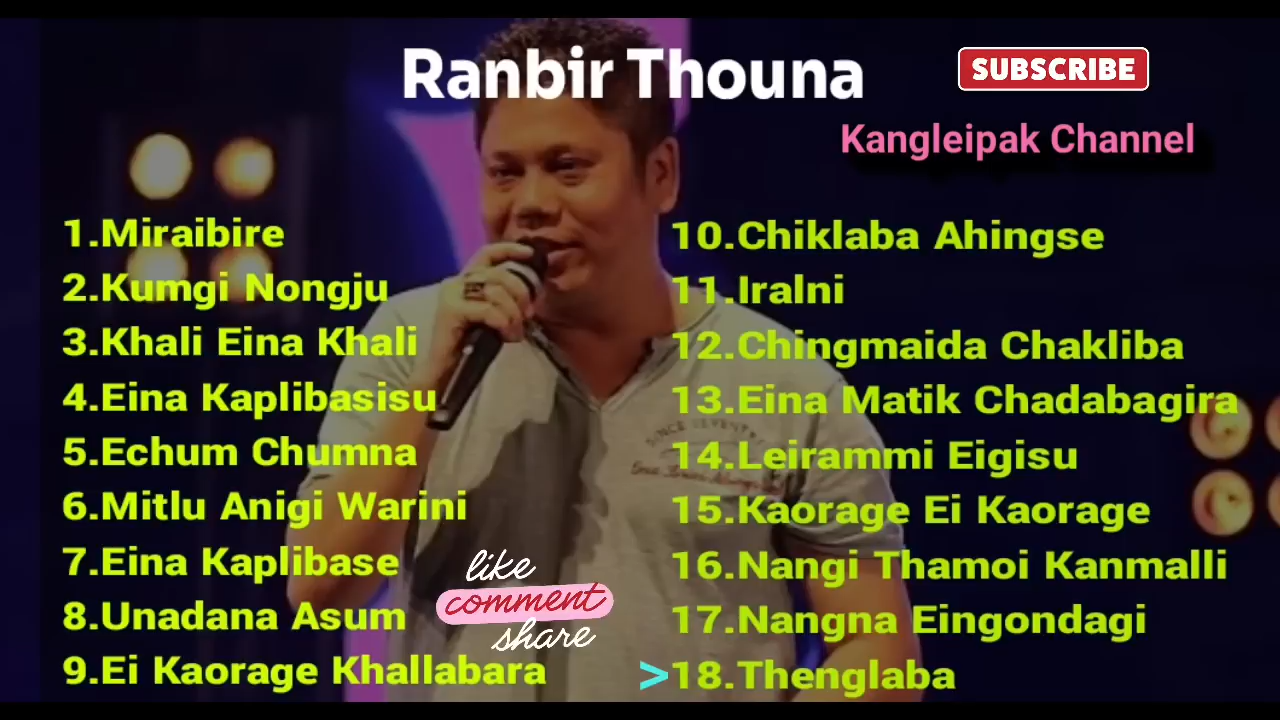 Ranbir Thouna
SUBSCRIBE
Kangleipak Channel
1.Miraibire
2.Kumgi Nongju
3.Khali Eina Khali
4.Eina Kaplibasisu
5.Echum Chumna
6.Mitlu Anigi Warini
7.Eina Kaplibase
8.Unadana Asum
9.Ei Kaorage Khallabara
10.Chiklaba Ahingse
11.Iralni
12.Chingmaida Chakliba
13.Eina Matik Chadabagira
14.Leirammi Eigisu
15.Kaorage Ei Kaorage
16.Nangi Thamoi Kanmalli
17.Nangna Eingondagi
>18.Thenglaba
like
comment
share
SINCE